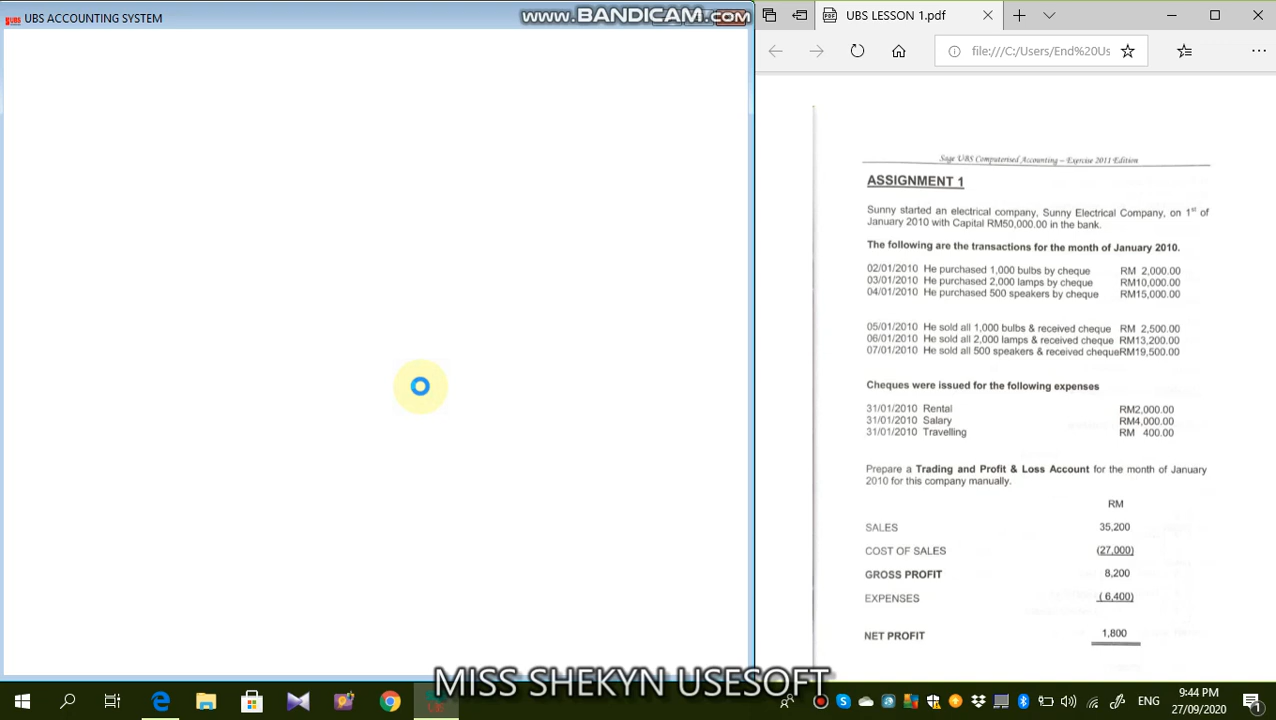 UBS ACCOUNTING SYSTEM
www.BANDICAM.com
UBS LESSON 1.pdf
file:///C:/Users/End%20Us
Sage UBS Computerised Accounting – Exercise 2011 Edition
ASSIGNMENT 1
Sunny started an electrical company, Sunny Electrical Company, on 1st of
January 2010 with Capital RM50,000.00 in the bank.
The following are the transactions for the month of January 2010.
02/01/2010 He purchased 1,000 bulbs by cheque RM 2,000.00
03/01/2010 He purchased 2,000 lamps by cheque RM10,000.00
04/01/2010 He purchased 500 speakers by cheque RM15,000.00
05/01/2010 He sold all 1,000 bulbs & received cheque RM 2,500.00
06/01/2010 He sold all 2,000 lamps & received cheque RM13,200.00
07/01/2010 He sold all 500 speakers & received chequeRM19,500.00
Cheques were issued for the following expenses
31/01/2010 Rental RM2,000.00
31/01/2010 Salary RM4,000.00
31/01/2010 Travelling RM 400.00
Prepare a Trading and Profit & Loss Account for the month of January
2010 for this company manually.
RM
SALES 35,200
COST OF SALES (27,000)
GROSS PROFIT 8,200
EXPENSES ( 6,400)
NET PROFIT 1,800
MISS SHEKYN USESOFT
ENG
9:44 PM
27/09/2020